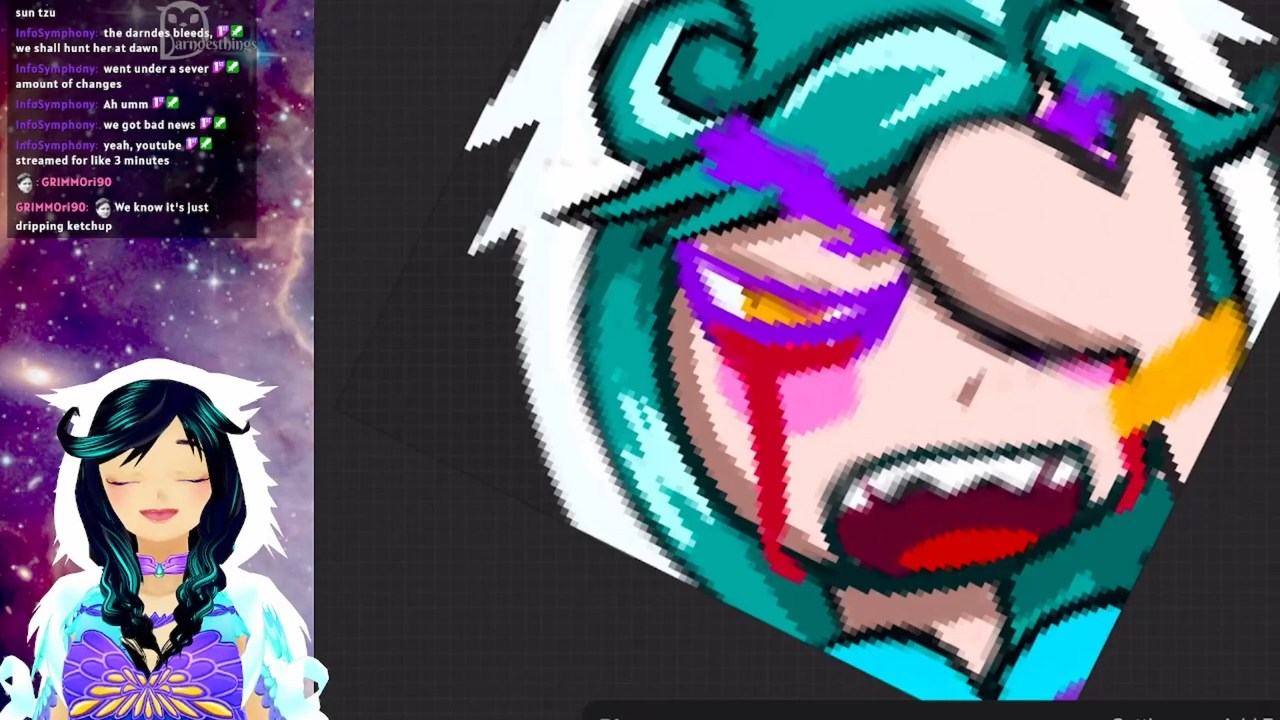 sun tzu
Darndesthings
InfoSymphony: the darndes bleeds,
we shall hunt her at dawn
InfoSymphony: went under a sever
amount of changes
InfoSymphony: Ah umm
InfoSymphony: we got bad news
InfoSymphony: yeah, youtube
streamed for like 3 minutes
: GRIMMOri90
GRIMMOri90: We know it's just
dripping ketchup